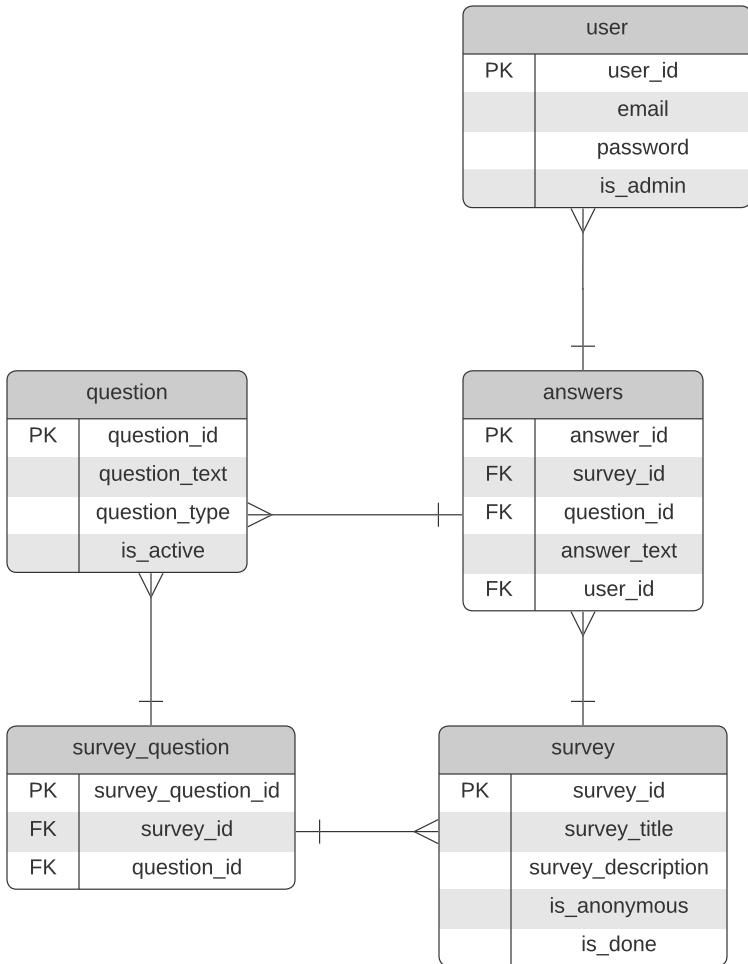 user
PK user_id
email
password
is_admin
question
PK question_id
question_text
question_type
is_active
answers
PK answer_id
FK survey_id
FK question_id
answer_text
FK user_id
survey_question
PK survey_question_id
FK survey_id
FK question_id
survey
PK survey_id
survey_title
survey_description
is_anonymous
is_done